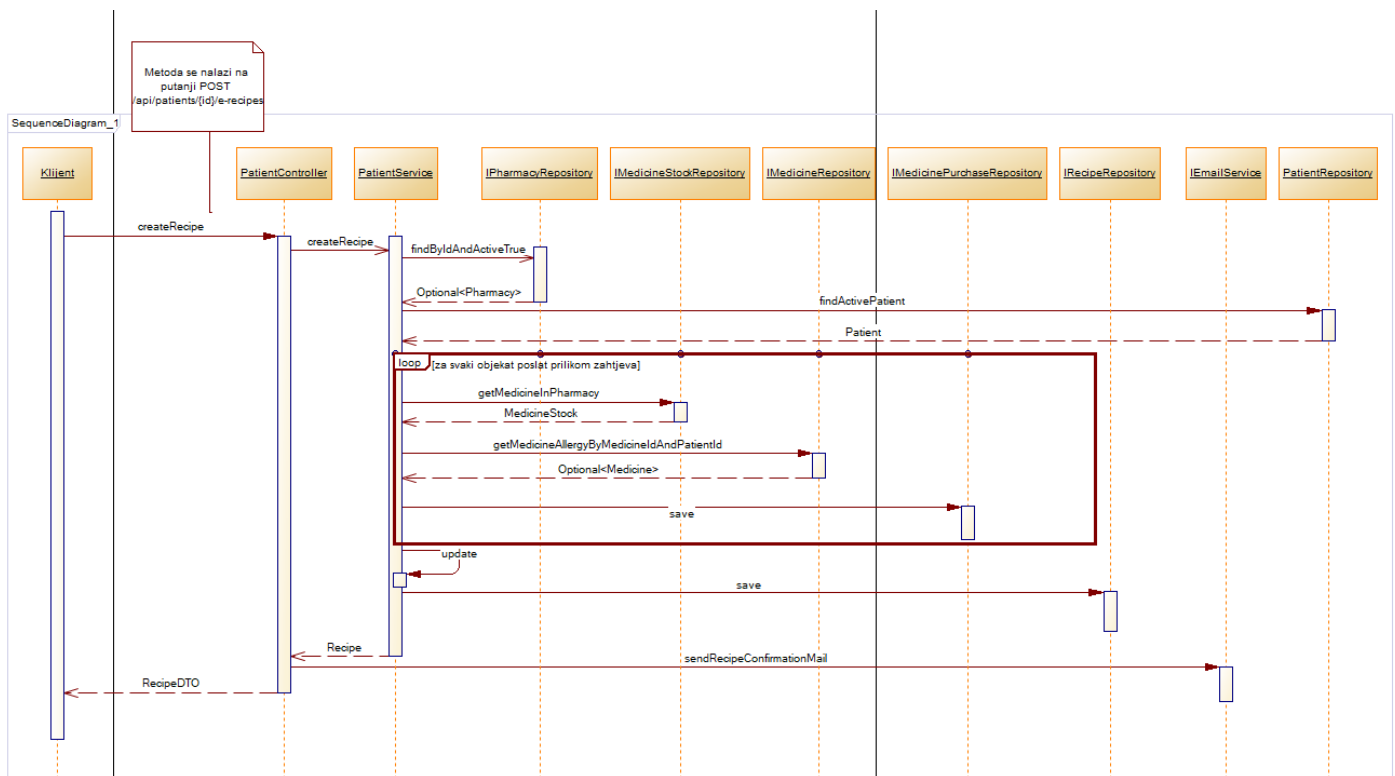 Metoda se nalazi na
putanji POST
/api/patients/{id}/e-recipes
SequenceDiagram_1
Klijent
PatientController
PatientService
IPharmacyRepository
IMedicineStockRepository
IMedicineRepository
IMedicinePurchaseRepository
IRecipeRepository
IEmailService
PatientRepository
createRecipe
createRecipe
findByIdAndActiveTrue
Optional<Pharmacy>
findActivePatient
Patient
loop [za svaki objekat poslat prilikom zahtjeva]
getMedicineInPharmacy
MedicineStock
getMedicineAllergyByMedicineIdAndPatientId
Optional<Medicine>
save
update
save
Recipe
sendRecipeConfirmationMail
RecipeDTO